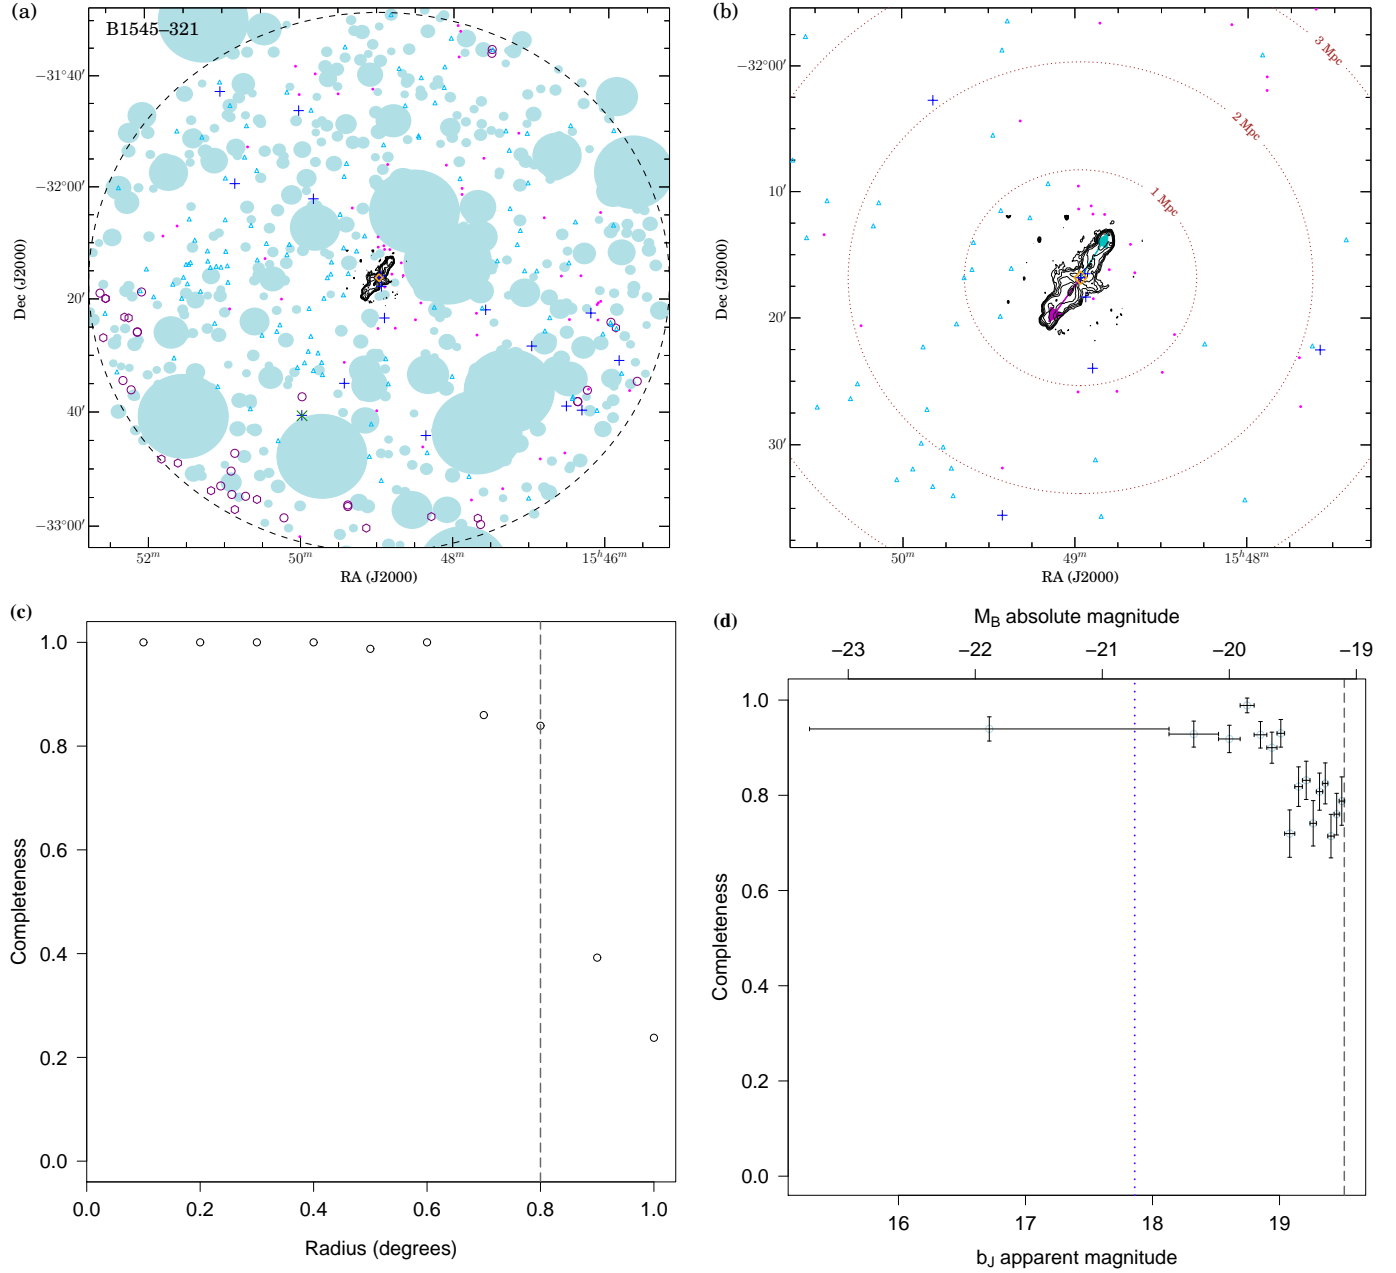 (a)
B1545–321
Dec (J2000)
−31°40′
−32°00′
20′
40′
−33°00′
52ᵐ
50ᵐ
48ᵐ
15ʰ46ᵐ
RA (J2000)
(b)
Dec (J2000)
−32°00′
10′
20′
30′
3 Mpc
2 Mpc
1 Mpc
50ᵐ
49ᵐ
15ʰ48ᵐ
RA (J2000)
(c)
Completeness
1.0
0.8
0.6
0.4
0.2
0.0
0.0 0.2 0.4 0.6 0.8 1.0
Radius (degrees)
(d)
M_B absolute magnitude
−23 −22 −21 −20 −19
Completeness
1.0
0.8
0.6
0.4
0.2
0.0
16 17 18 19
b_J apparent magnitude